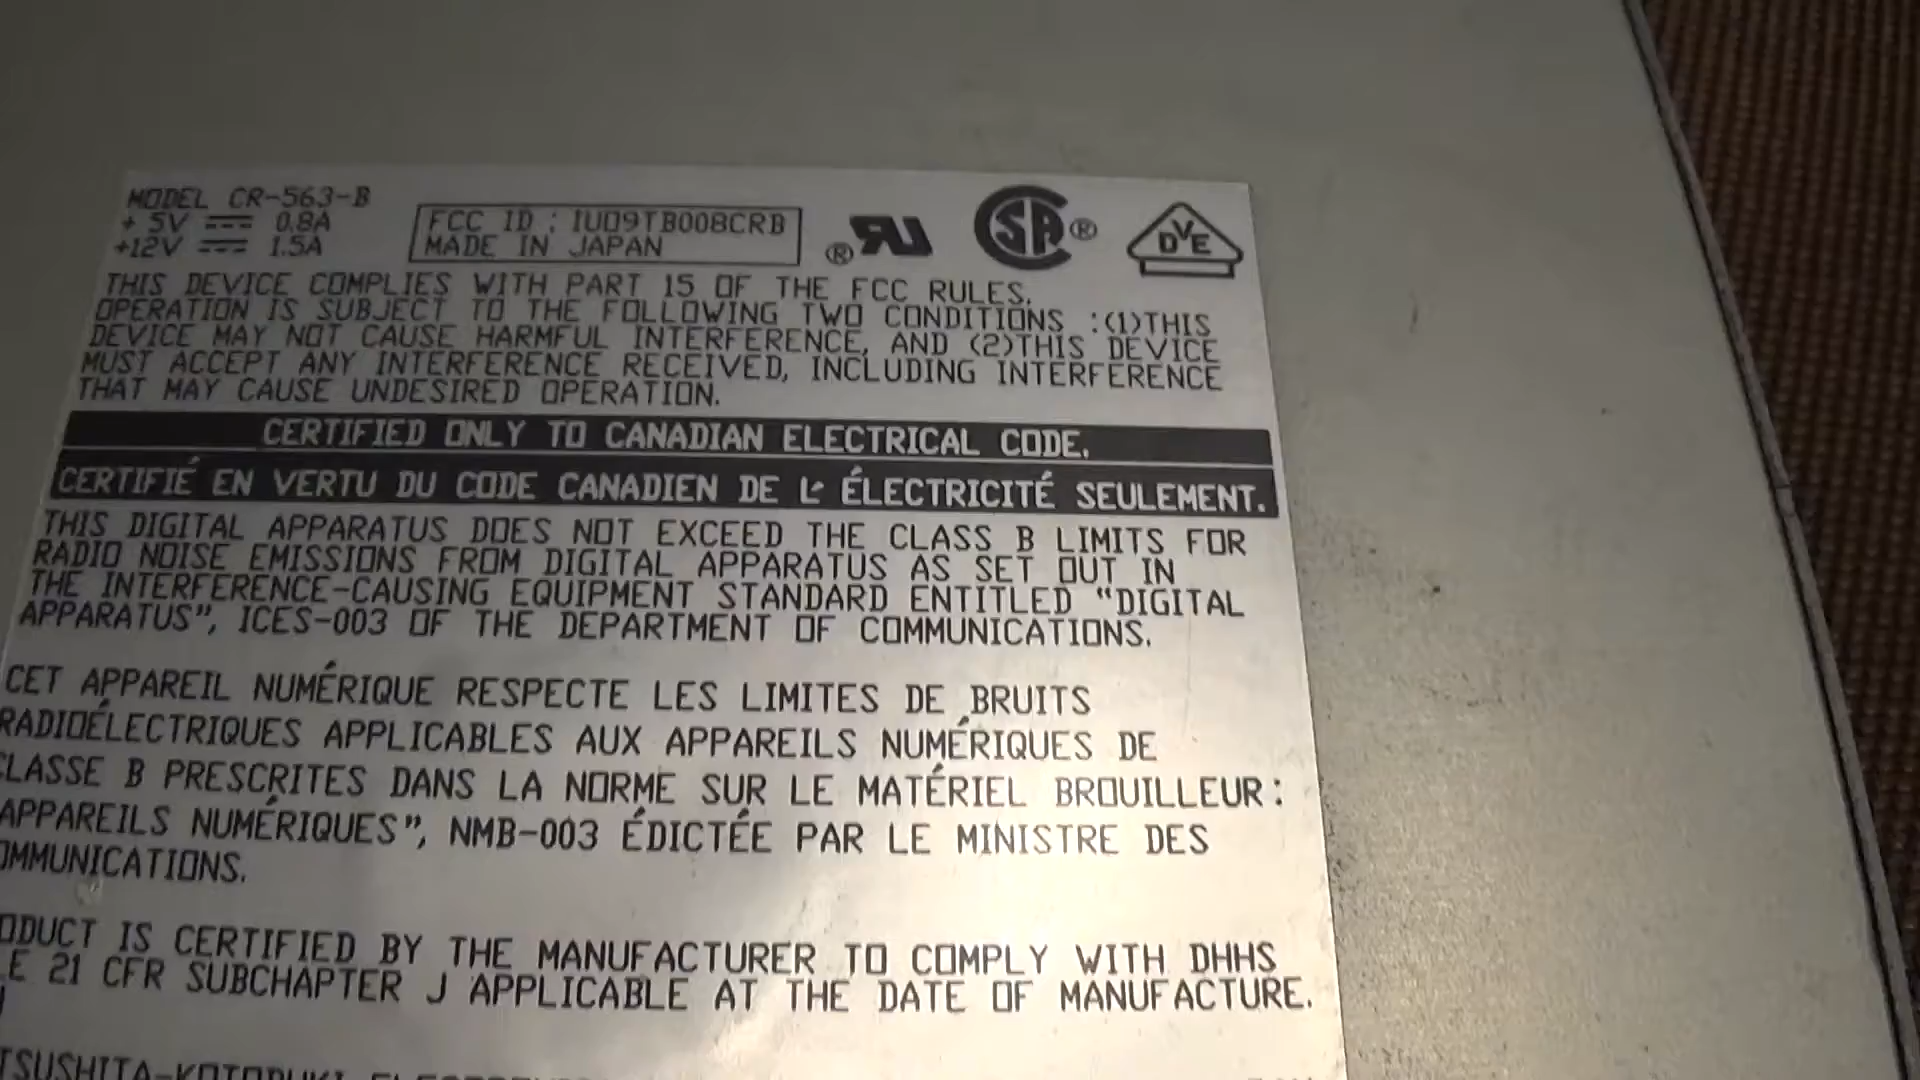 MODEL CR-563-B
+ 5V 0.8A
+12V 1.5A
FCC ID : IUO9TB008CRB
MADE IN JAPAN
® RU SA ® DVE
THIS DEVICE COMPLIES WITH PART 15 OF THE FCC RULES.
OPERATION IS SUBJECT TO THE FOLLOWING TWO CONDITIONS :(1)THIS
DEVICE MAY NOT CAUSE HARMFUL INTERFERENCE, AND (2)THIS DEVICE
MUST ACCEPT ANY INTERFERENCE RECEIVED, INCLUDING INTERFERENCE
THAT MAY CAUSE UNDESIRED OPERATION.
CERTIFIED ONLY TO CANADIAN ELECTRICAL CODE.
CERTIFIÉ EN VERTU DU CODE CANADIEN DE L' ÉLECTRICITÉ SEULEMENT.
THIS DIGITAL APPARATUS DOES NOT EXCEED THE CLASS B LIMITS FOR
RADIO NOISE EMISSIONS FROM DIGITAL APPARATUS AS SET OUT IN
THE INTERFERENCE-CAUSING EQUIPMENT STANDARD ENTITLED "DIGITAL
APPARATUS", ICES-003 OF THE DEPARTMENT OF COMMUNICATIONS.
CET APPAREIL NUMÉRIQUE RESPECTE LES LIMITES DE BRUITS
RADIOÉLECTRIQUES APPLICABLES AUX APPAREILS NUMÉRIQUES DE
CLASSE B PRESCRITES DANS LA NORME SUR LE MATÉRIEL BROUILLEUR:
APPAREILS NUMÉRIQUES", NMB-003 ÉDICTÉE PAR LE MINISTRE DES
OMMUNICATIONS.
ODUCT IS CERTIFIED BY THE MANUFACTURER TO COMPLY WITH DHHS
E 21 CFR SUBCHAPTER J APPLICABLE AT THE DATE OF MANUFACTURE.
TSUSHITA-KOTOBUKI